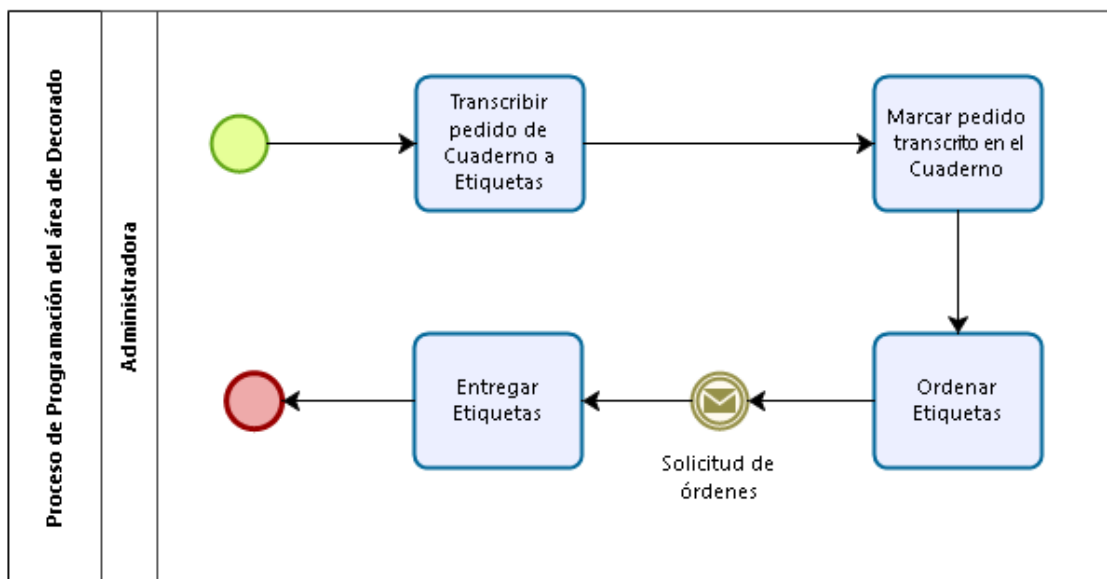 Proceso de Programación del área de Decorado
Administradora
Transcribir
pedido de
Cuaderno a
Etiquetas
Marcar pedido
transcrito en el
Cuaderno
Entregar
Etiquetas
Solicitud de
órdenes
Ordenar
Etiquetas